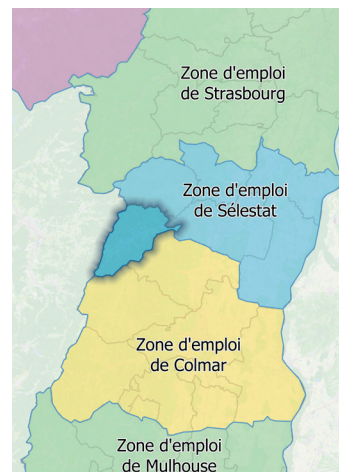 Zone d'emploi
de Strasbourg
Zone d'emploi
de Sélestat
Zone d'emploi
de Colmar
Zone d'emploi
de Mulhouse